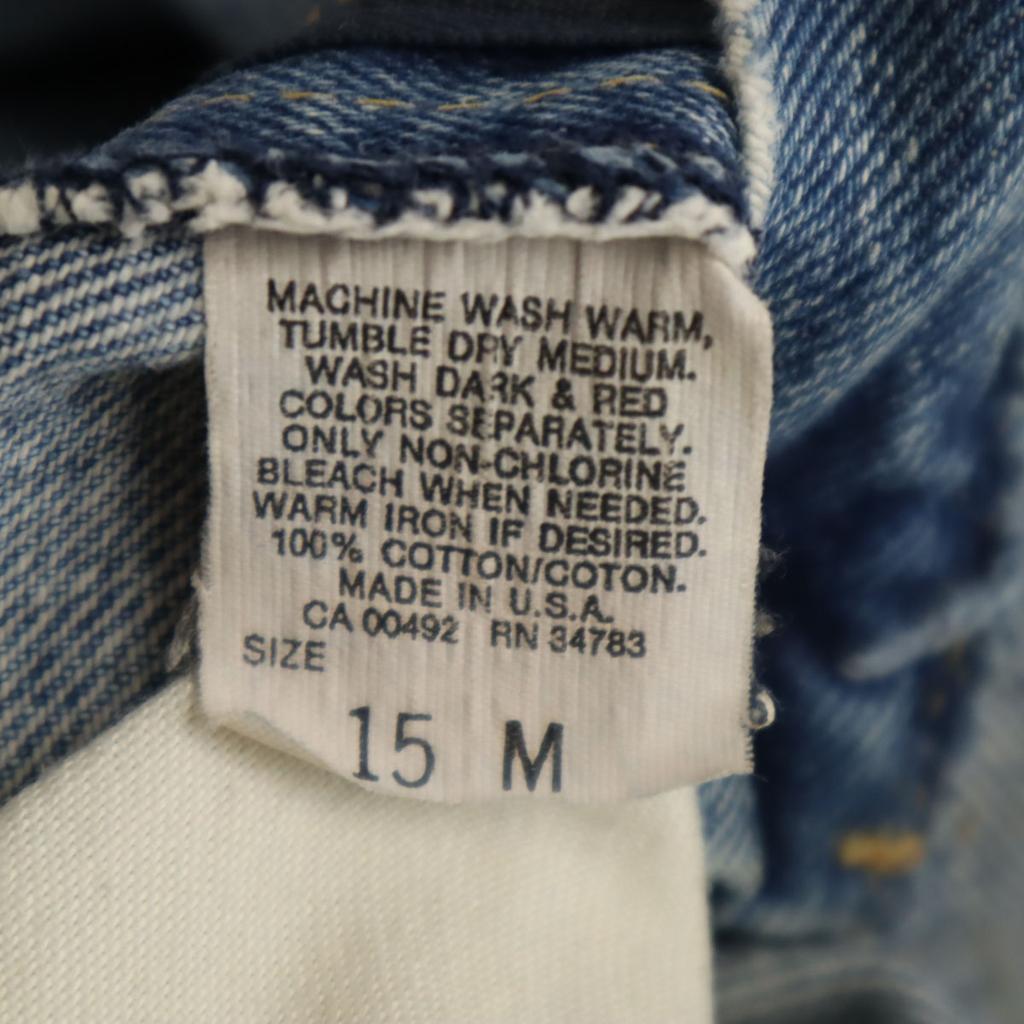 MACHINE WASH WARM,
TUMBLE DRY MEDIUM.
WASH DARK & RED
COLORS SEPARATELY.
ONLY NON-CHLORINE
BLEACH WHEN NEEDED.
WARM IRON IF DESIRED.
100% COTTON/COTON.
MADE IN U.S.A.
CA 00492 RN 34783
SIZE
15 M